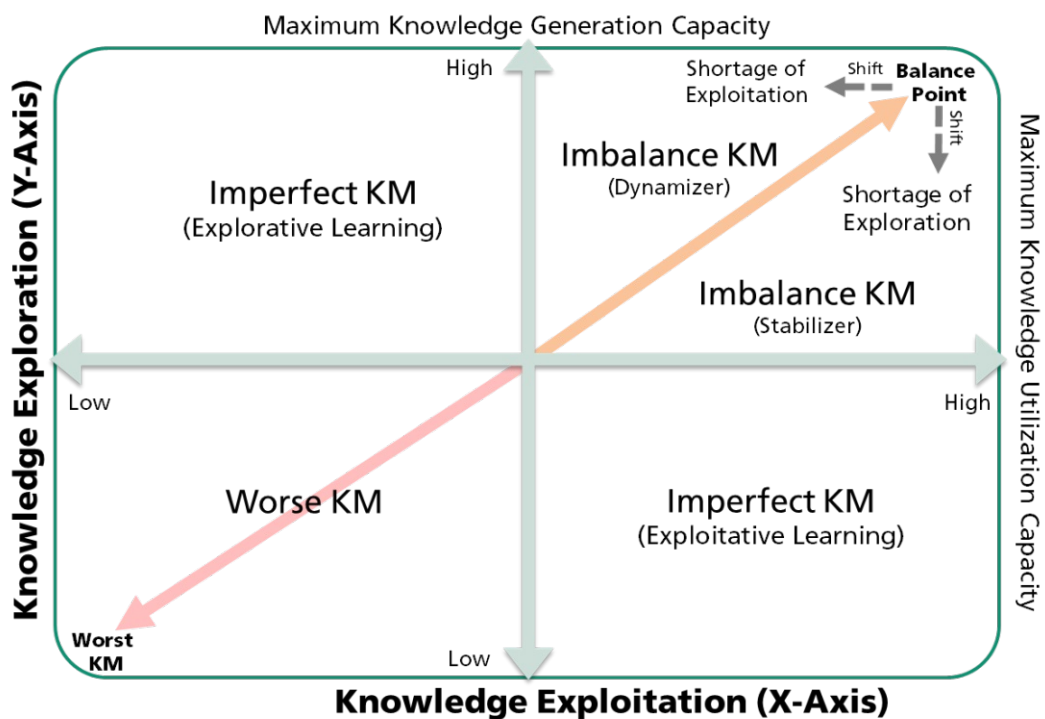 Maximum Knowledge Generation Capacity
High
Shortage of
Exploitation
Shift
Balance
Point
Shift
Shortage of
Exploration
Imbalance KM
(Dynamizer)
Imperfect KM
(Explorative Learning)
Imbalance KM
(Stabilizer)
Low
High
Worse KM
Imperfect KM
(Exploitative Learning)
Worst
KM
Low
Knowledge Exploration (Y-Axis)
Maximum Knowledge Utilization Capacity
Knowledge Exploitation (X-Axis)